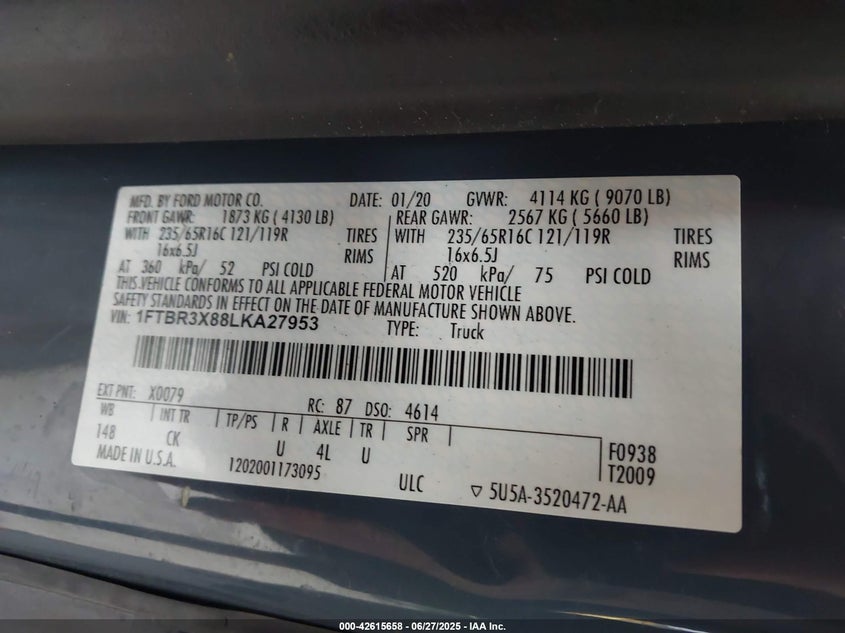 MFD. BY FORD MOTOR CO. DATE: 01/20 GVWR: 4114 KG ( 9070 LB)
FRONT GAWR: 1873 KG ( 4130 LB) REAR GAWR: 2567 KG ( 5660 LB)
WITH 235/65R16C 121/119R TIRES WITH 235/65R16C 121/119R TIRES
16x6.5J RIMS 16x6.5J RIMS
AT 360 kPa/ 52 PSI COLD AT 520 kPa/ 75 PSI COLD
THIS VEHICLE CONFORMS TO ALL APPLICABLE FEDERAL MOTOR VEHICLE
SAFETY STANDARDS IN EFFECT ON THE DATE OF MANUFACTURE SHOWN ABOVE.
VIN: 1FTBR3X88LKA27953 TYPE: Truck
EXT PNT: X0079 RC: 87 DSO: 4614
WB INT TR TP/PS R AXLE TR SPR F0938
148 CK U 4L U T2009
MADE IN U.S.A. 1202001173095 ULC ▽ 5U5A-3520472-AA
000-42615658 - 06/27/2025 - IAA Inc.